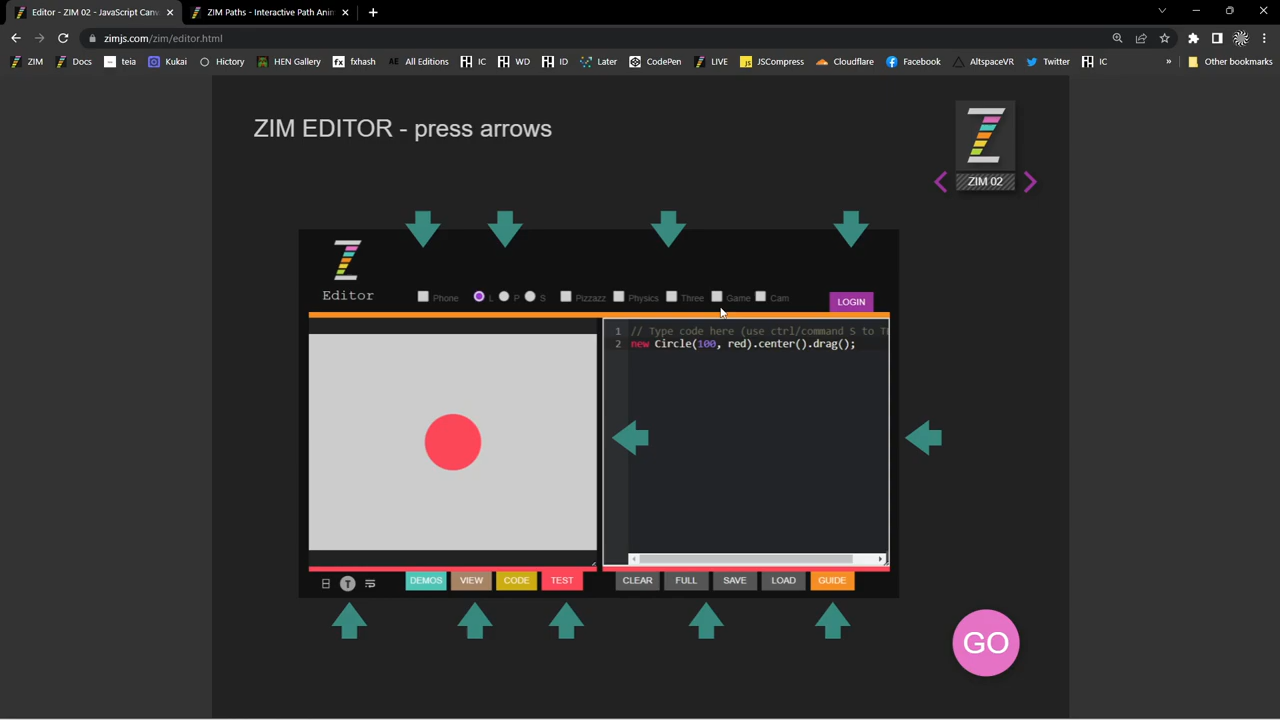 Editor - ZIM 02 - JavaScript Can
ZIM Paths - Interactive Path Ani
zimjs.com/zim/editor.html
ZIM Docs teia Kukai Hictory HEN Gallery fxhash All Editions IC WD ID Later CodePen LIVE JSCompress Cloudflare Facebook AltspaceVR Twitter IC » Other bookmarks
ZIM EDITOR - press arrows
ZIM 02
Editor
Phone L P S Pizzazz Physics Three Game Cam
LOGIN
1 // Type code here (use ctrl/command S to T
2 new Circle(100, red).center().drag();
T DEMOS VIEW CODE TEST CLEAR FULL SAVE LOAD GUIDE
GO